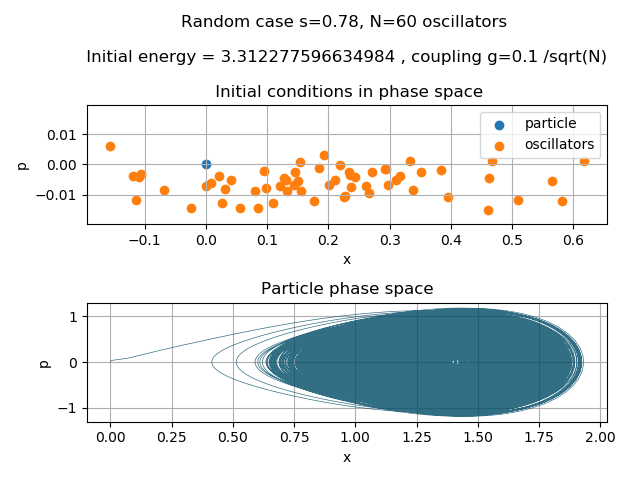 Random case s=0.78, N=60 oscillators
Initial energy = 3.312277596634984 , coupling g=0.1 /sqrt(N)
Initial conditions in phase space
0.01
0.00
−0.01
p
particle
oscillators
−0.1 0.0 0.1 0.2 0.3 0.4 0.5 0.6
x
Particle phase space
1
0
−1
p
0.00 0.25 0.50 0.75 1.00 1.25 1.50 1.75 2.00
x